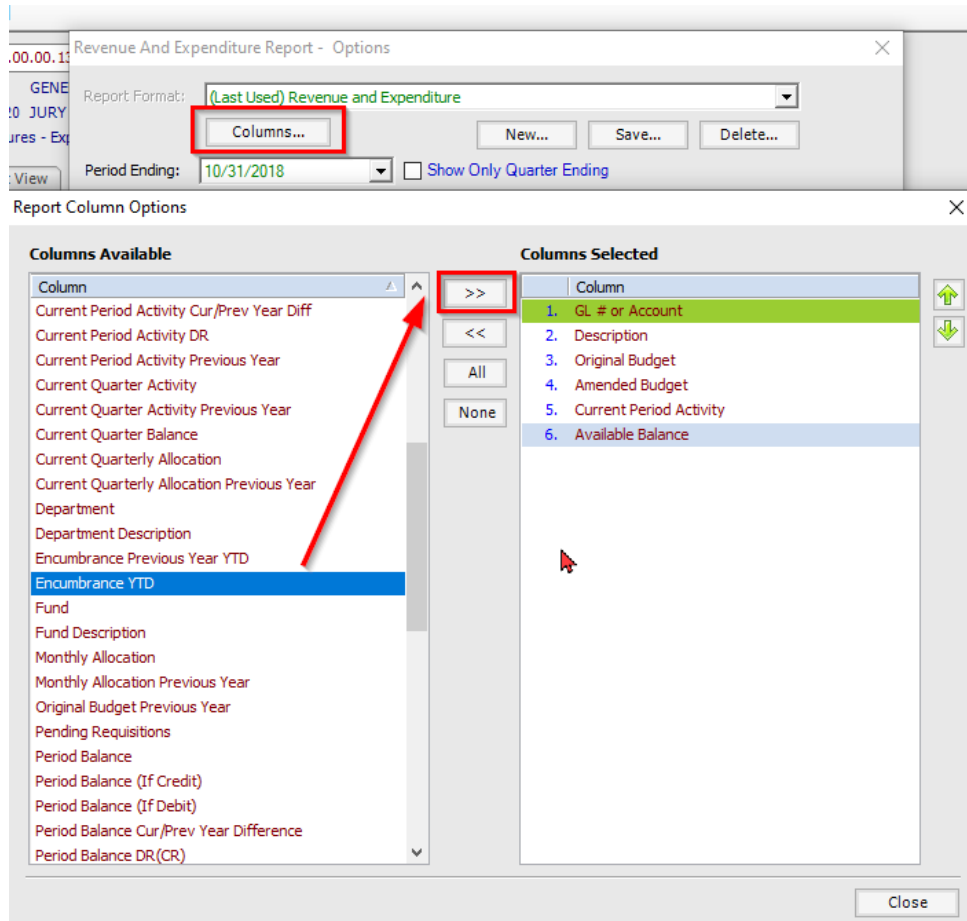 Revenue And Expenditure Report - Options
.00.00.13
GENE
20 JURY
ures - Exp
View
Report Format:
(Last Used) Revenue and Expenditure
Columns...
New...
Save...
Delete...
Period Ending:
10/31/2018
Show Only Quarter Ending
Report Column Options
Columns Available
Column
Current Period Activity Cur/Prev Year Diff
Current Period Activity DR
Current Period Activity Previous Year
Current Quarter Activity
Current Quarter Activity Previous Year
Current Quarter Balance
Current Quarterly Allocation
Current Quarterly Allocation Previous Year
Department
Department Description
Encumbrance Previous Year YTD
Encumbrance YTD
Fund
Fund Description
Monthly Allocation
Monthly Allocation Previous Year
Original Budget Previous Year
Pending Requisitions
Period Balance
Period Balance (If Credit)
Period Balance (If Debit)
Period Balance Cur/Prev Year Difference
Period Balance DR(CR)
>>
<<
All
None
Columns Selected
Column
1. GL # or Account
2. Description
3. Original Budget
4. Amended Budget
5. Current Period Activity
6. Available Balance
Close